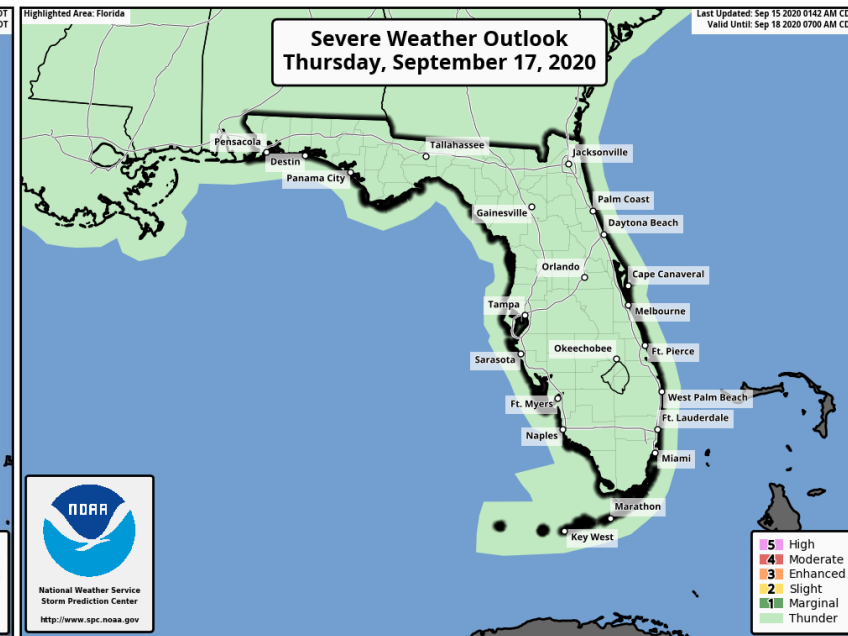 DT
DT
Highlighted Area: Florida
Severe Weather Outlook
Thursday, September 17, 2020
Last Updated: Sep 15 2020 0142 AM CD
Valid Until: Sep 18 2020 0700 AM CD
Pensacola
Destin
Panama City
Tallahassee
Jacksonville
Palm Coast
Gainesville
Daytona Beach
Orlando
Cape Canaveral
Tampa
Melbourne
Okeechobee
Ft. Pierce
Sarasota
West Palm Beach
Ft. Myers
Ft. Lauderdale
Naples
Miami
Marathon
Key West
NOAA
National Weather Service
Storm Prediction Center
http://www.spc.noaa.gov
5 High
4 Moderate
3 Enhanced
2 Slight
1 Marginal
Thunder